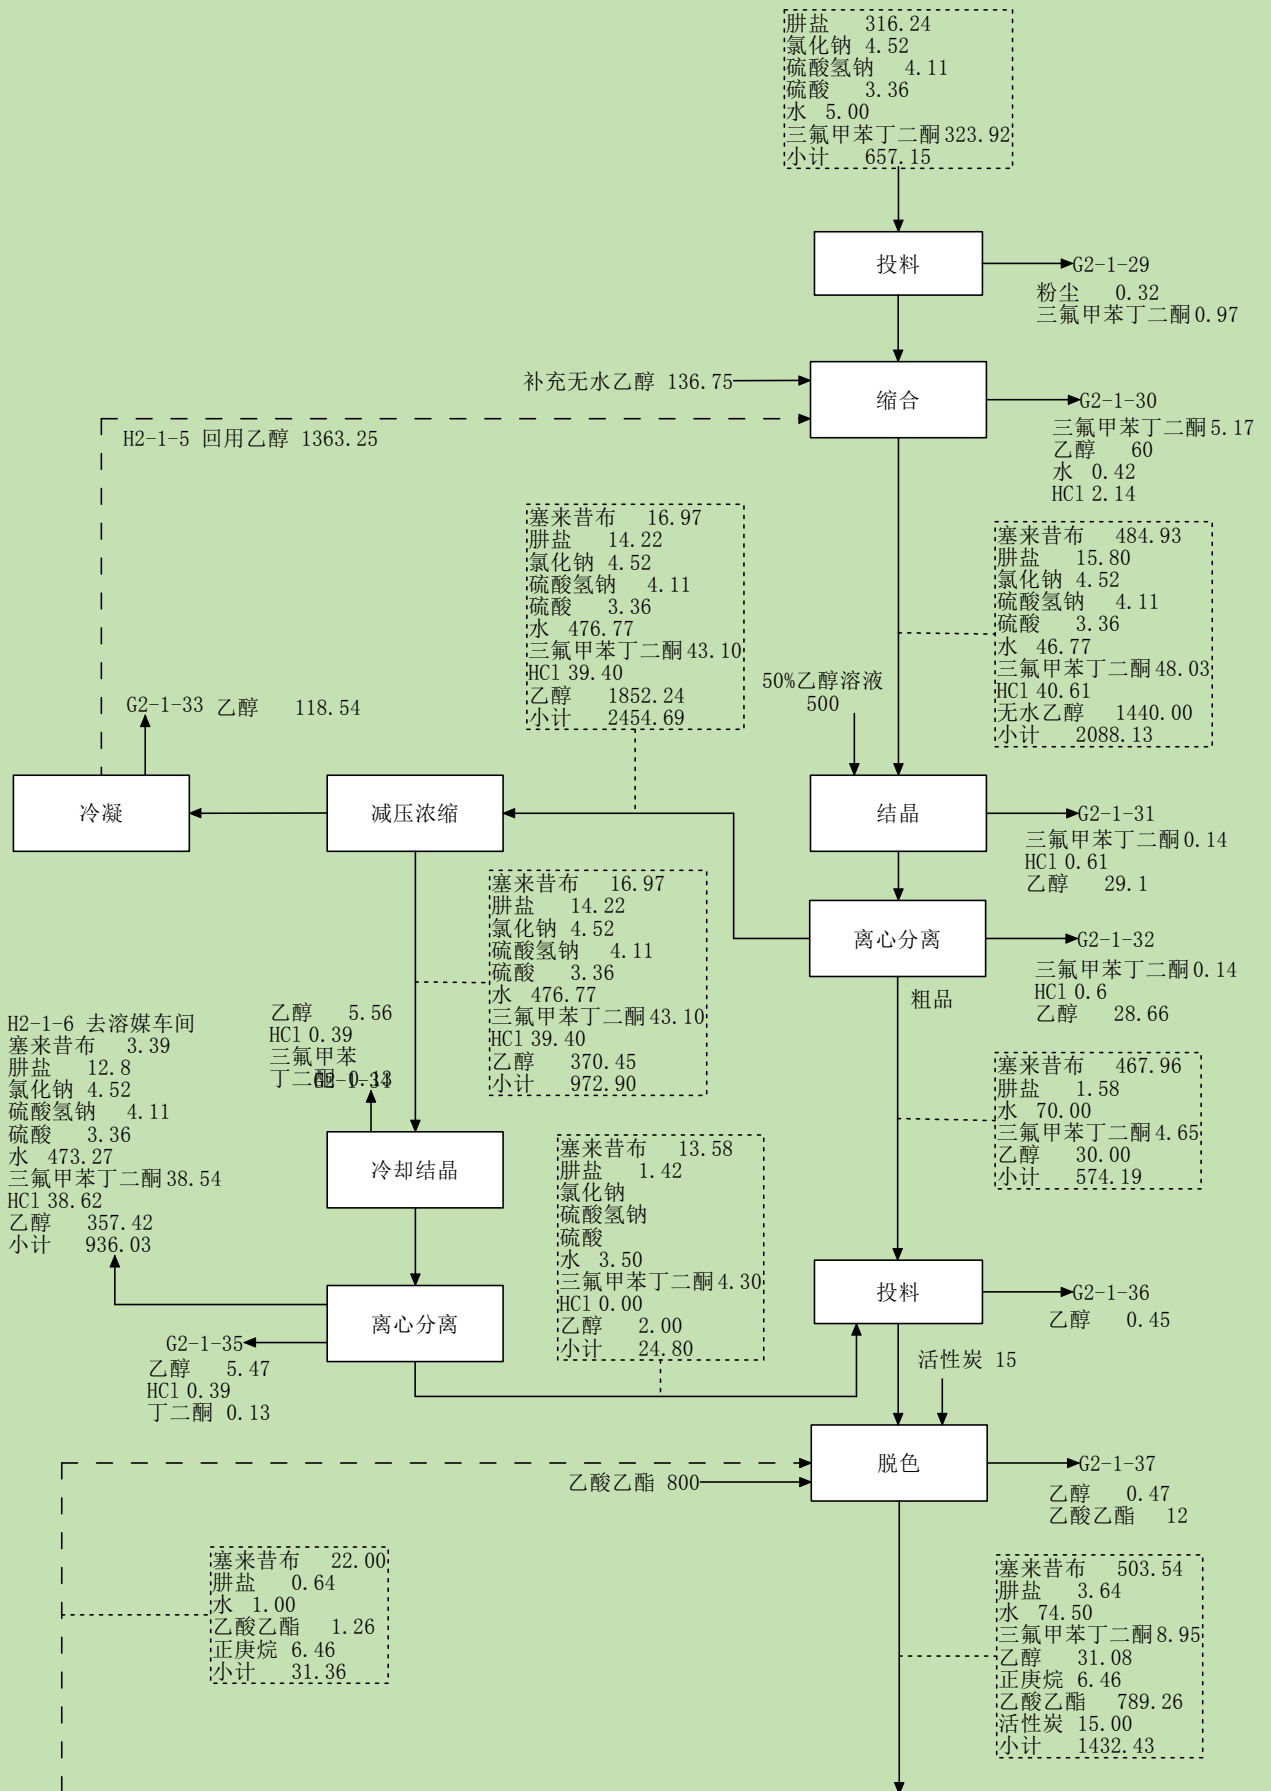 肼盐 316.24
氯化钠 4.52
硫酸氢钠 4.11
硫酸 3.36
水 5.00
三氟甲苯丁二酮323.92
小计 657.15
投料
G2-1-29
粉尘 0.32
三氟甲苯丁二酮0.97
补充无水乙醇 136.75
缩合
G2-1-30
三氟甲苯丁二酮5.17
乙醇 60
水 0.42
HCl 2.14
H2-1-5 回用乙醇 1363.25
塞来昔布 16.97
肼盐 14.22
氯化钠 4.52
硫酸氢钠 4.11
硫酸 3.36
水 476.77
三氟甲苯丁二酮43.10
HCl 39.40
乙醇 1852.24
小计 2454.69
塞来昔布 484.93
肼盐 15.80
氯化钠 4.52
硫酸氢钠 4.11
硫酸 3.36
水 46.77
三氟甲苯丁二酮48.03
HCl 40.61
无水乙醇 1440.00
小计 2088.13
50%乙醇溶液
500
G2-1-33 乙醇 118.54
冷凝
减压浓缩
结晶
G2-1-31
三氟甲苯丁二酮0.14
HCl 0.61
乙醇 29.1
离心分离
G2-1-32
三氟甲苯丁二酮0.14
HCl 0.6
乙醇 28.66
粗品
塞来昔布 16.97
肼盐 14.22
氯化钠 4.52
硫酸氢钠 4.11
硫酸 3.36
水 476.77
三氟甲苯丁二酮43.10
HCl 39.40
乙醇 370.45
小计 972.90
乙醇 5.56
HCl 0.39
三氟甲苯
丁二酮 0.13
G2-1-34
H2-1-6 去溶媒车间
塞来昔布 3.39
肼盐 12.8
氯化钠 4.52
硫酸氢钠 4.11
硫酸 3.36
水 473.27
三氟甲苯丁二酮38.54
HCl 38.62
乙醇 357.42
小计 936.03
冷却结晶
塞来昔布 467.96
肼盐 1.58
水 70.00
三氟甲苯丁二酮4.65
乙醇 30.00
小计 574.19
塞来昔布 13.58
肼盐 1.42
氯化钠
硫酸氢钠
硫酸
水 3.50
三氟甲苯丁二酮4.30
HCl 0.00
乙醇 2.00
小计 24.80
离心分离
G2-1-35
乙醇 5.47
HCl 0.39
丁二酮 0.13
投料
G2-1-36
乙醇 0.45
活性炭 15
脱色
乙酸乙酯 800
G2-1-37
乙醇 0.47
乙酸乙酯 12
塞来昔布 22.00
肼盐 0.64
水 1.00
乙酸乙酯 1.26
正庚烷 6.46
小计 31.36
塞来昔布 503.54
肼盐 3.64
水 74.50
三氟甲苯丁二酮8.95
乙醇 31.08
正庚烷 6.46
乙酸乙酯 789.26
活性炭 15.00
小计 1432.43